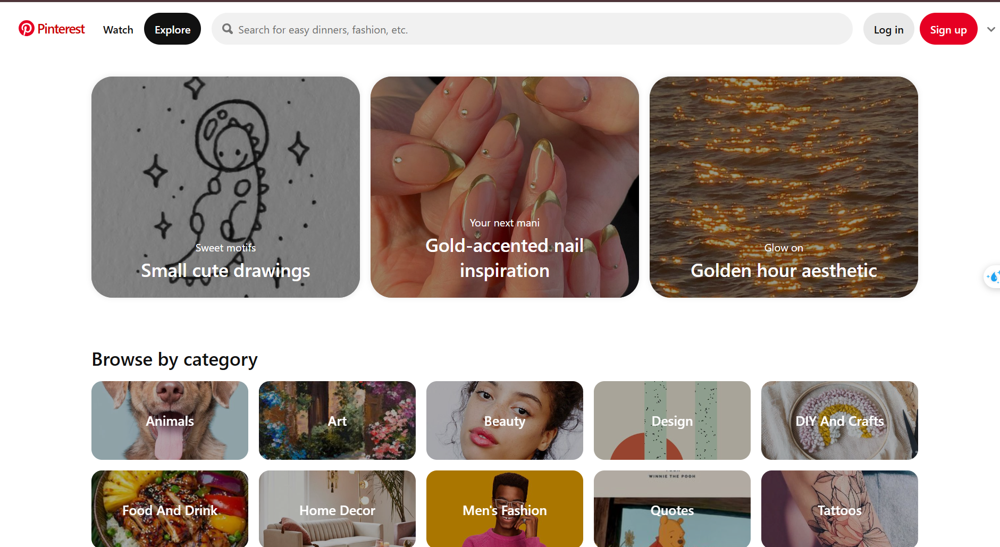 Pinterest
Watch
Explore
Search for easy dinners, fashion, etc.
Log in
Sign up
Sweet motifs
Small cute drawings
Your next mani
Gold-accented nail
inspiration
Glow on
Golden hour aesthetic
Browse by category
Animals
Art
Beauty
Design
DIY And Crafts
WINNIE THE POOH
Food And Drink
Home Decor
Men's Fashion
Quotes
Tattoos